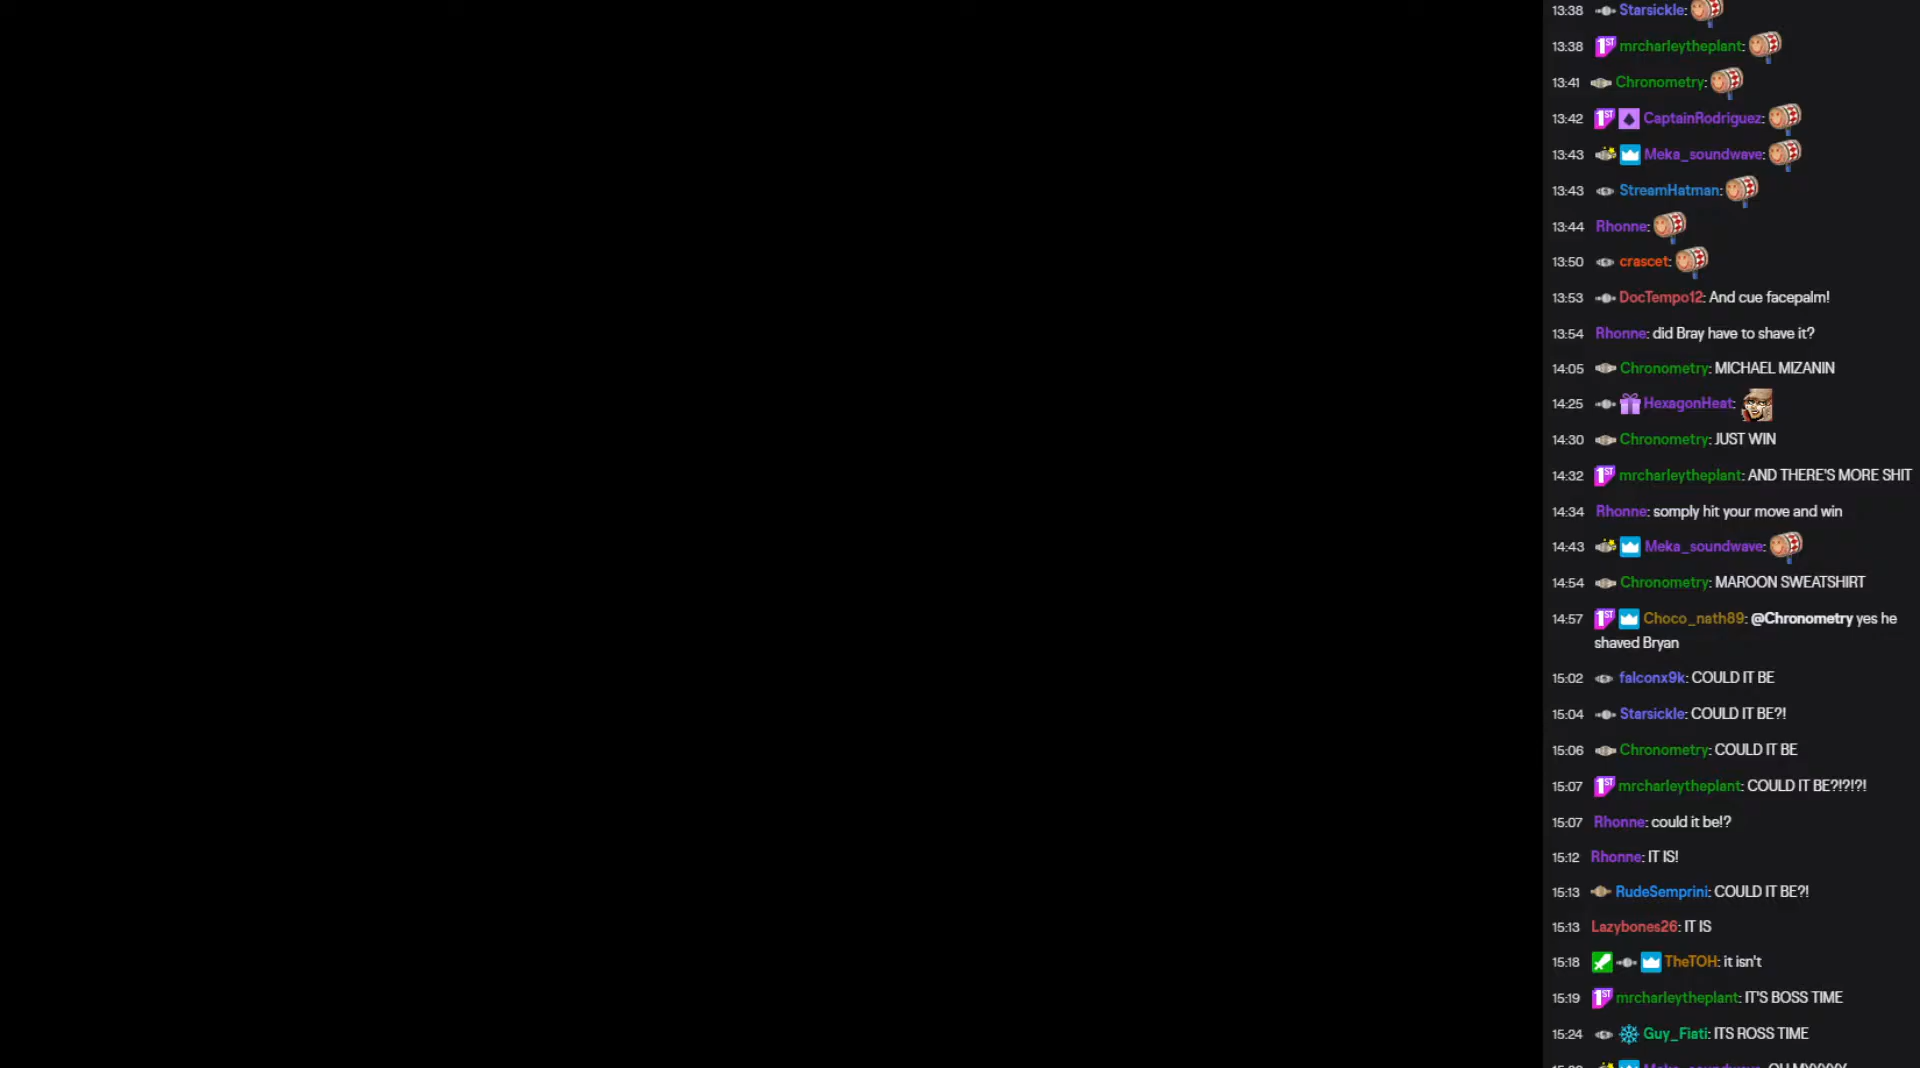 13:38 Starsickle:
13:38 1ST mrcharleytheplant:
13:41 Chronometry:
13:42 1ST CaptainRodriguez:
13:43 Meka_soundwave:
13:43 StreamHatman:
13:44 Rhonne:
13:50 crascet:
13:53 DocTempo12: And cue facepalm!
13:54 Rhonne: did Bray have to shave it?
14:05 Chronometry: MICHAEL MIZANIN
14:25 HexagonHeat:
14:30 Chronometry: JUST WIN
14:32 1ST mrcharleytheplant: AND THERE'S MORE SHIT
14:34 Rhonne: somply hit your move and win
14:43 Meka_soundwave:
14:54 Chronometry: MAROON SWEATSHIRT
14:57 1ST Choco_nath89: @Chronometry yes he
shaved Bryan
15:02 falconx9k: COULD IT BE
15:04 Starsickle: COULD IT BE?!
15:06 Chronometry: COULD IT BE
15:07 1ST mrcharleytheplant: COULD IT BE?!?!?!
15:07 Rhonne: could it be!?
15:12 Rhonne: IT IS!
15:13 RudeSemprini: COULD IT BE?!
15:13 Lazybones26: IT IS
15:18 TheTOH: it isn't
15:19 1ST mrcharleytheplant: IT'S BOSS TIME
15:24 Guy_Fiati: ITS ROSS TIME